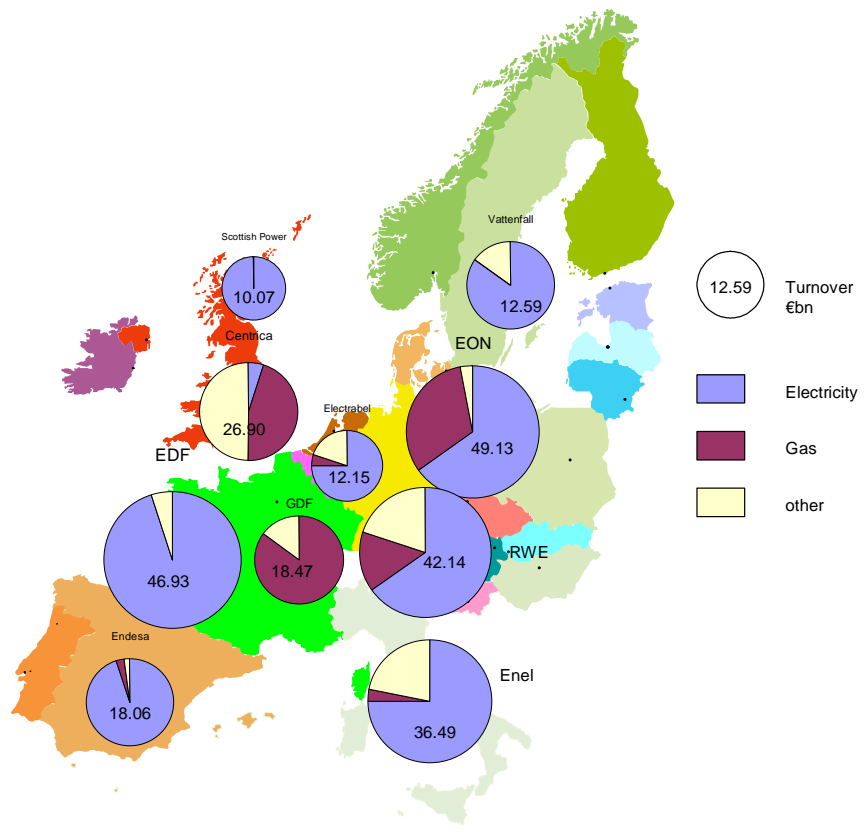 Vattenfall
Scottish Power
12.59
10.07
12.59
Turnover
€bn
Centrica
EON
Electricity
Electrabel
26.90
EDF
49.13
Gas
12.15
GDF
other
46.93
18.47
42.14
RWE
Endesa
Enel
18.06
36.49